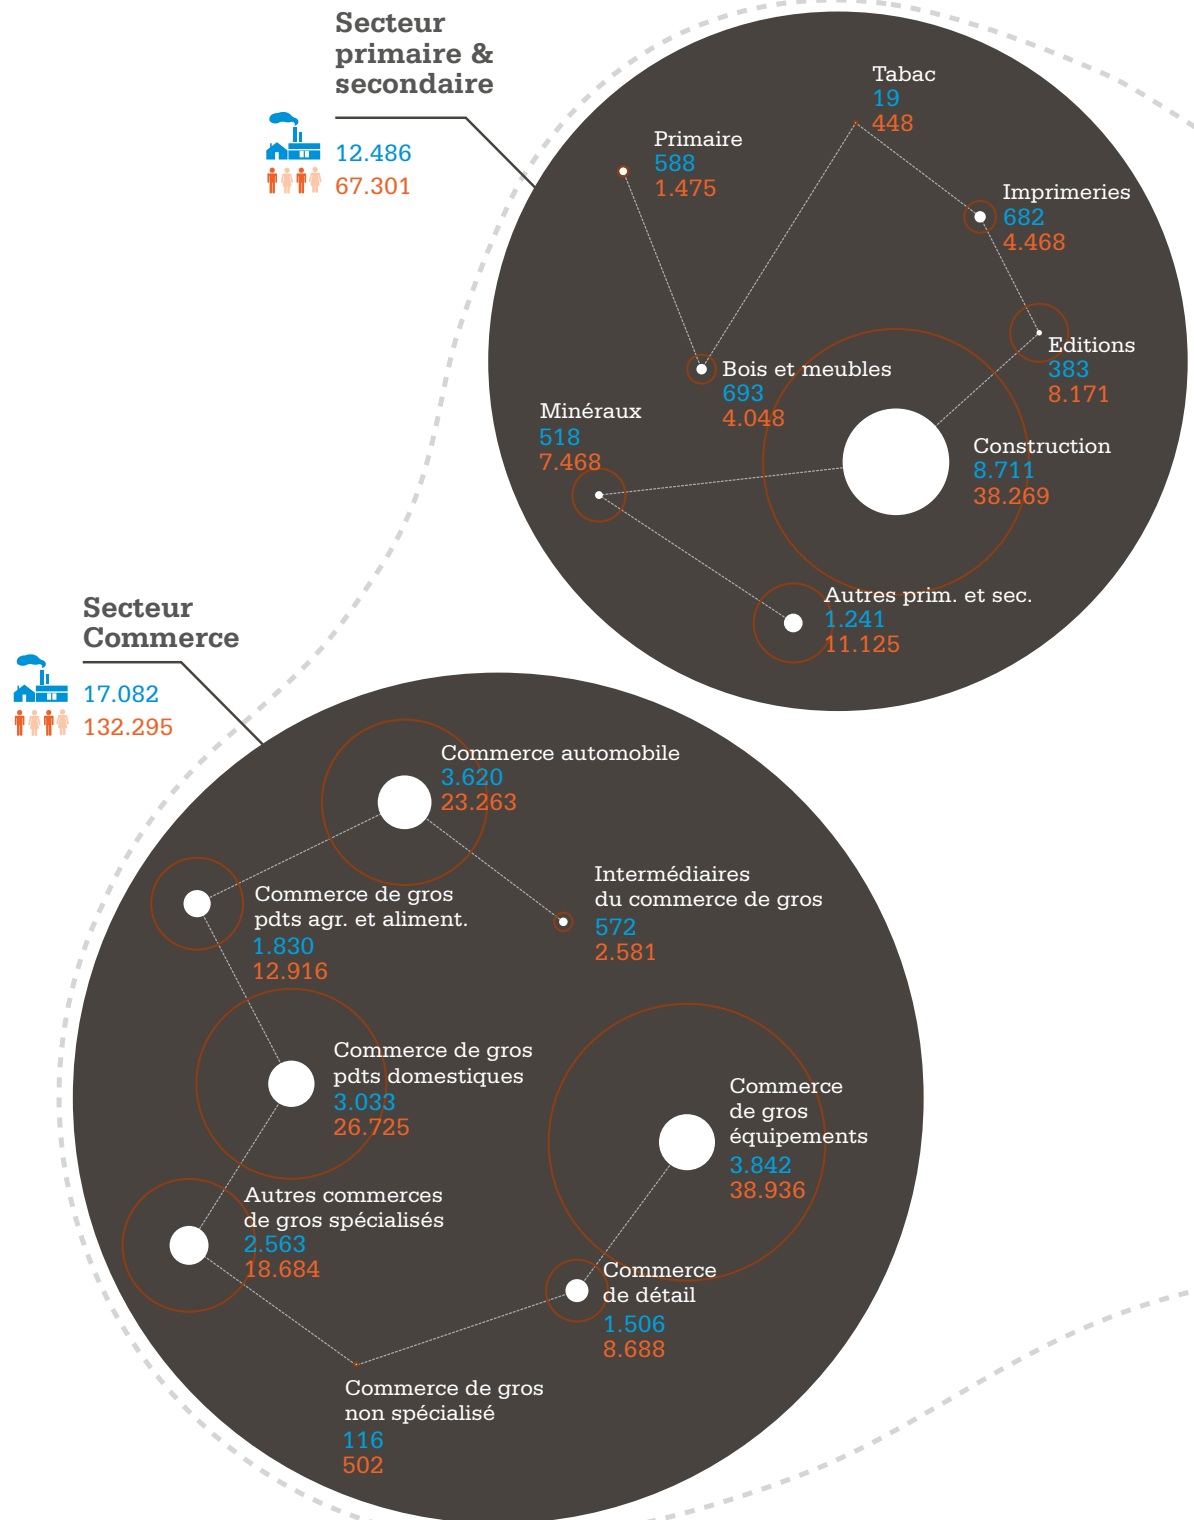 Secteur
primaire &
secondaire
12.486
67.301
Tabac
19
448
Primaire
588
1.475
Imprimeries
682
4.468
Editions
383
8.171
Bois et meubles
693
4.048
Minéraux
518
7.468
Construction
8.711
38.269
Autres prim. et sec.
1.241
11.125
Secteur
Commerce
17.082
132.295
Commerce automobile
3.620
23.263
Intermédiaires
du commerce de gros
572
2.581
Commerce de gros
pdts agr. et aliment.
1.830
12.916
Commerce de gros
pdts domestiques
3.033
26.725
Commerce
de gros
équipements
3.842
38.936
Autres commerces
de gros spécialisés
2.563
18.684
Commerce
de détail
1.506
8.688
Commerce de gros
non spécialisé
116
502